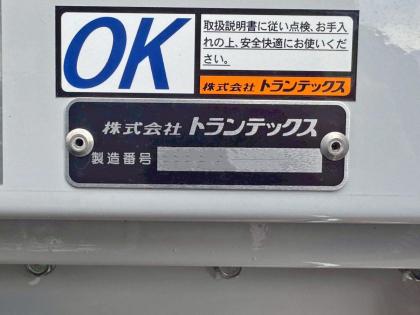 OK
取扱説明書に従い点検、お手入
れの上、安全快適にお使いくだ
さい。
株式会社 トランテックス
株式会社 トランテックス
製造番号